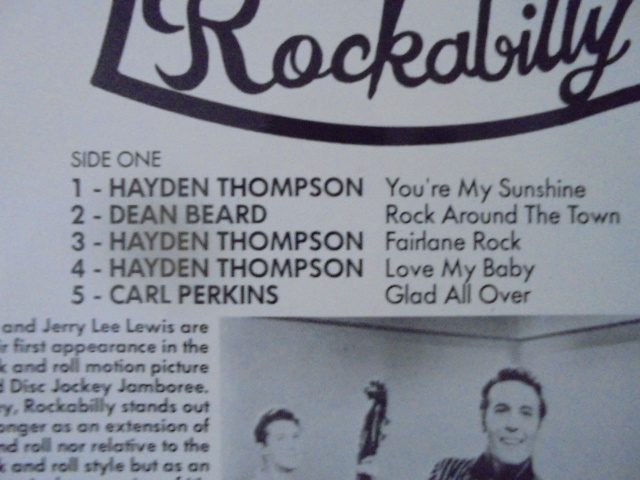 Rockabilly
SIDE ONE
1 - HAYDEN THOMPSON You're My Sunshine
2 - DEAN BEARD Rock Around The Town
3 - HAYDEN THOMPSON Fairlane Rock
4 - HAYDEN THOMPSON Love My Baby
5 - CARL PERKINS Glad All Over
and Jerry Lee Lewis are
first appearance in the
and roll motion picture
Disc Jockey Jamboree.
Rockabilly stands out
as an extension of
roll nor relative to the
and roll style but as an